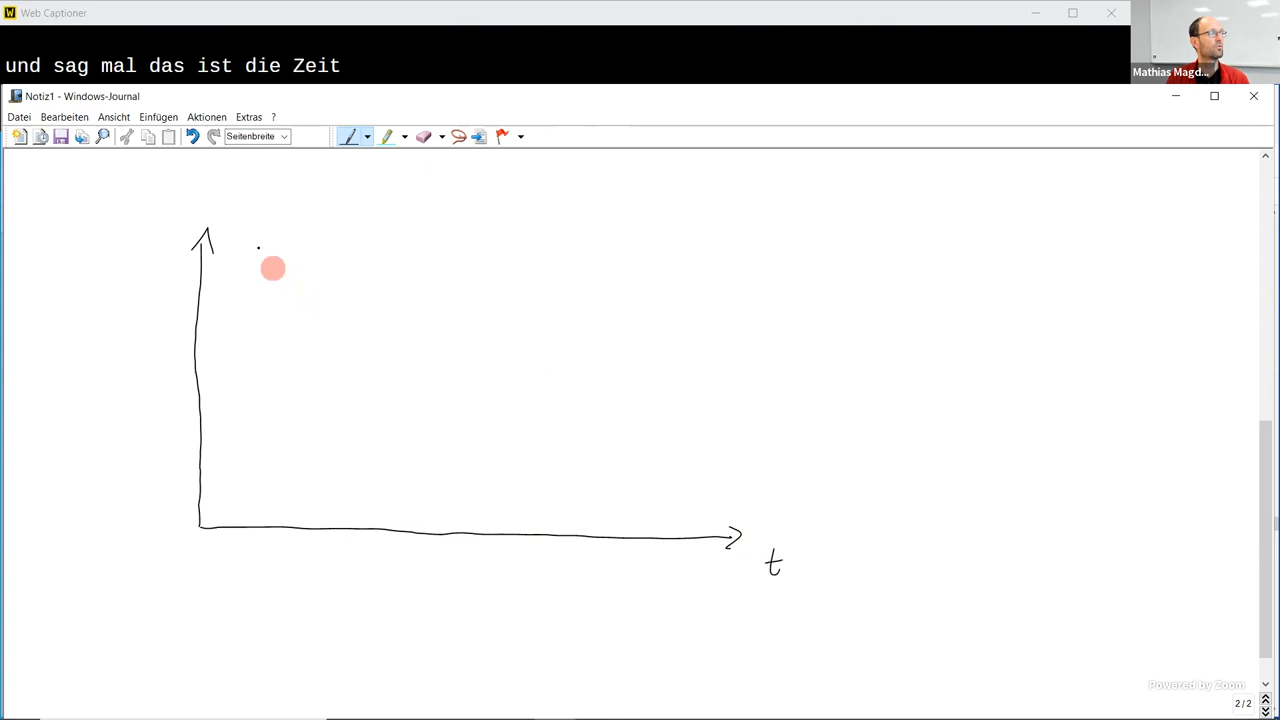 Web Captioner
und sag mal das ist die Zeit
Mathias Magd...
Notiz1 - Windows-Journal
Datei Bearbeiten Ansicht Einfügen Aktionen Extras ?
Seitenbreite
t
Powered by Zoom
2 / 2